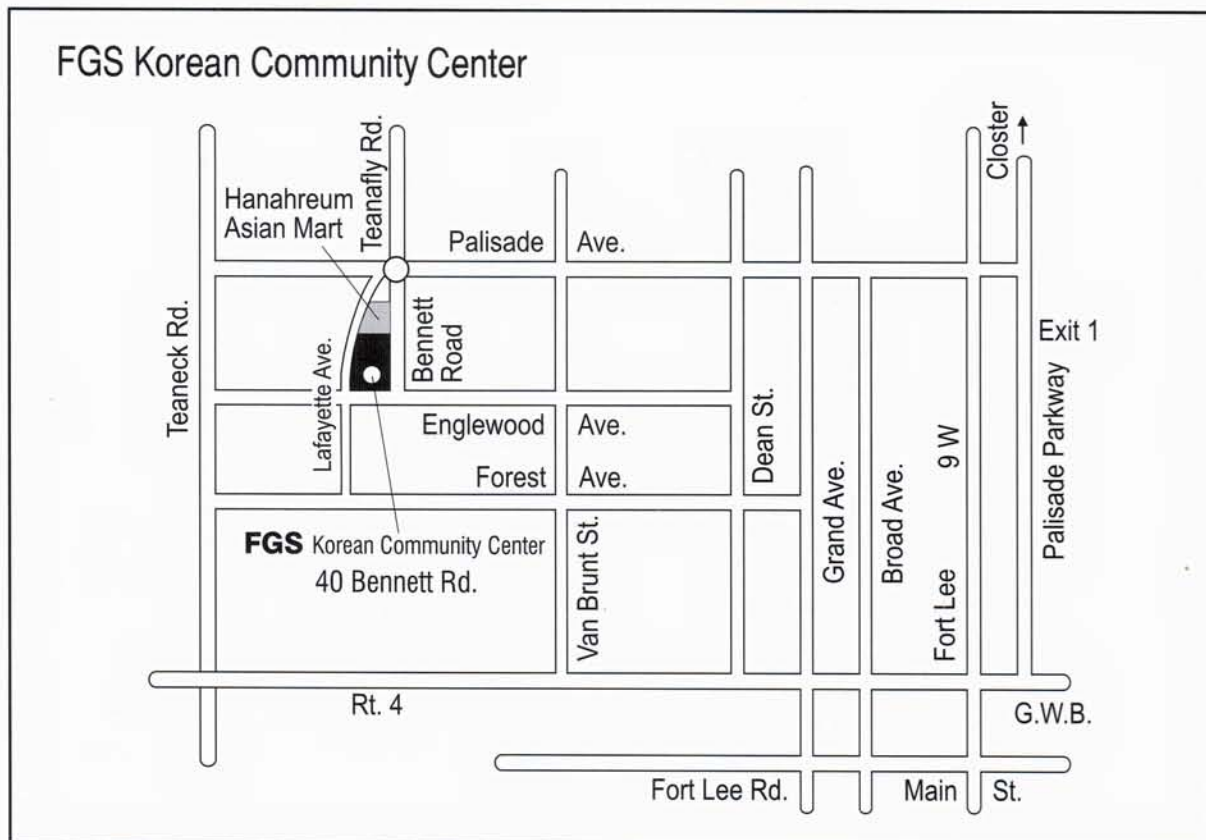 FGS Korean Community Center
Closter
Teanafly Rd.
Hanahreum
Asian Mart
Palisade Ave.
Teaneck Rd.
Lafayette Ave.
Bennett
Road
Exit 1
Englewood Ave.
Forest Ave.
Dean St.
Grand Ave.
Broad Ave.
Fort Lee 9 W
Palisade Parkway
FGS Korean Community Center
40 Bennett Rd.
Van Brunt St.
Rt. 4
G.W.B.
Fort Lee Rd.
Main St.